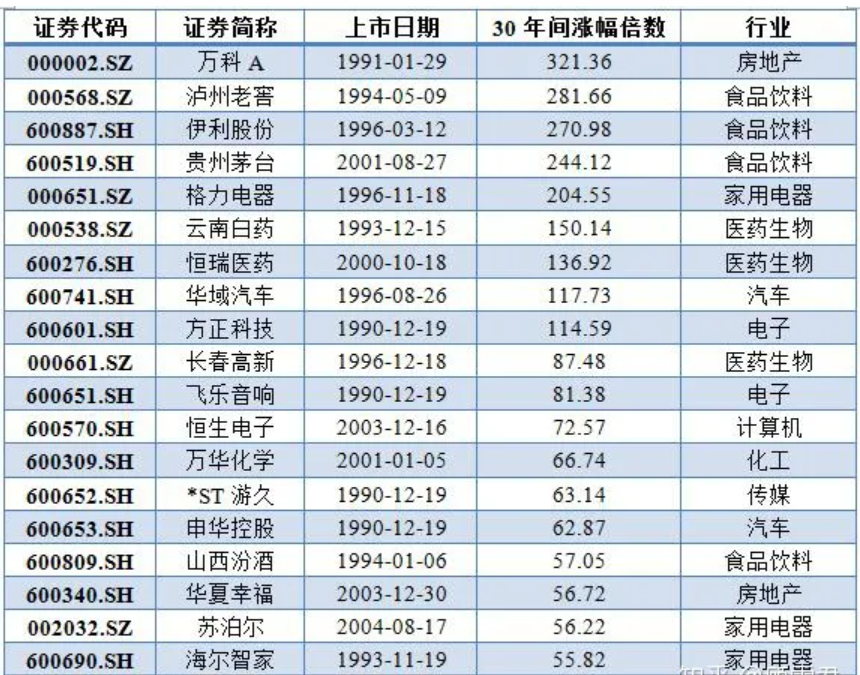 证券代码 证券简称 上市日期 30 年间涨幅倍数 行业
000002.SZ 万科 A 1991-01-29 321.36 房地产
000568.SZ 泸州老窖 1994-05-09 281.66 食品饮料
600887.SH 伊利股份 1996-03-12 270.98 食品饮料
600519.SH 贵州茅台 2001-08-27 244.12 食品饮料
000651.SZ 格力电器 1996-11-18 204.55 家用电器
000538.SZ 云南白药 1993-12-15 150.14 医药生物
600276.SH 恒瑞医药 2000-10-18 136.92 医药生物
600741.SH 华域汽车 1996-08-26 117.73 汽车
600601.SH 方正科技 1990-12-19 114.59 电子
000661.SZ 长春高新 1996-12-18 87.48 医药生物
600651.SH 飞乐音响 1990-12-19 81.38 电子
600570.SH 恒生电子 2003-12-16 72.57 计算机
600309.SH 万华化学 2001-01-05 66.74 化工
600652.SH *ST 游久 1990-12-19 63.14 传媒
600653.SH 申华控股 1990-12-19 62.87 汽车
600809.SH 山西汾酒 1994-01-06 57.05 食品饮料
600340.SH 华夏幸福 2003-12-30 56.72 房地产
002032.SZ 苏泊尔 2004-08-17 56.22 家用电器
600690.SH 海尔智家 1993-11-19 55.82 家用电器